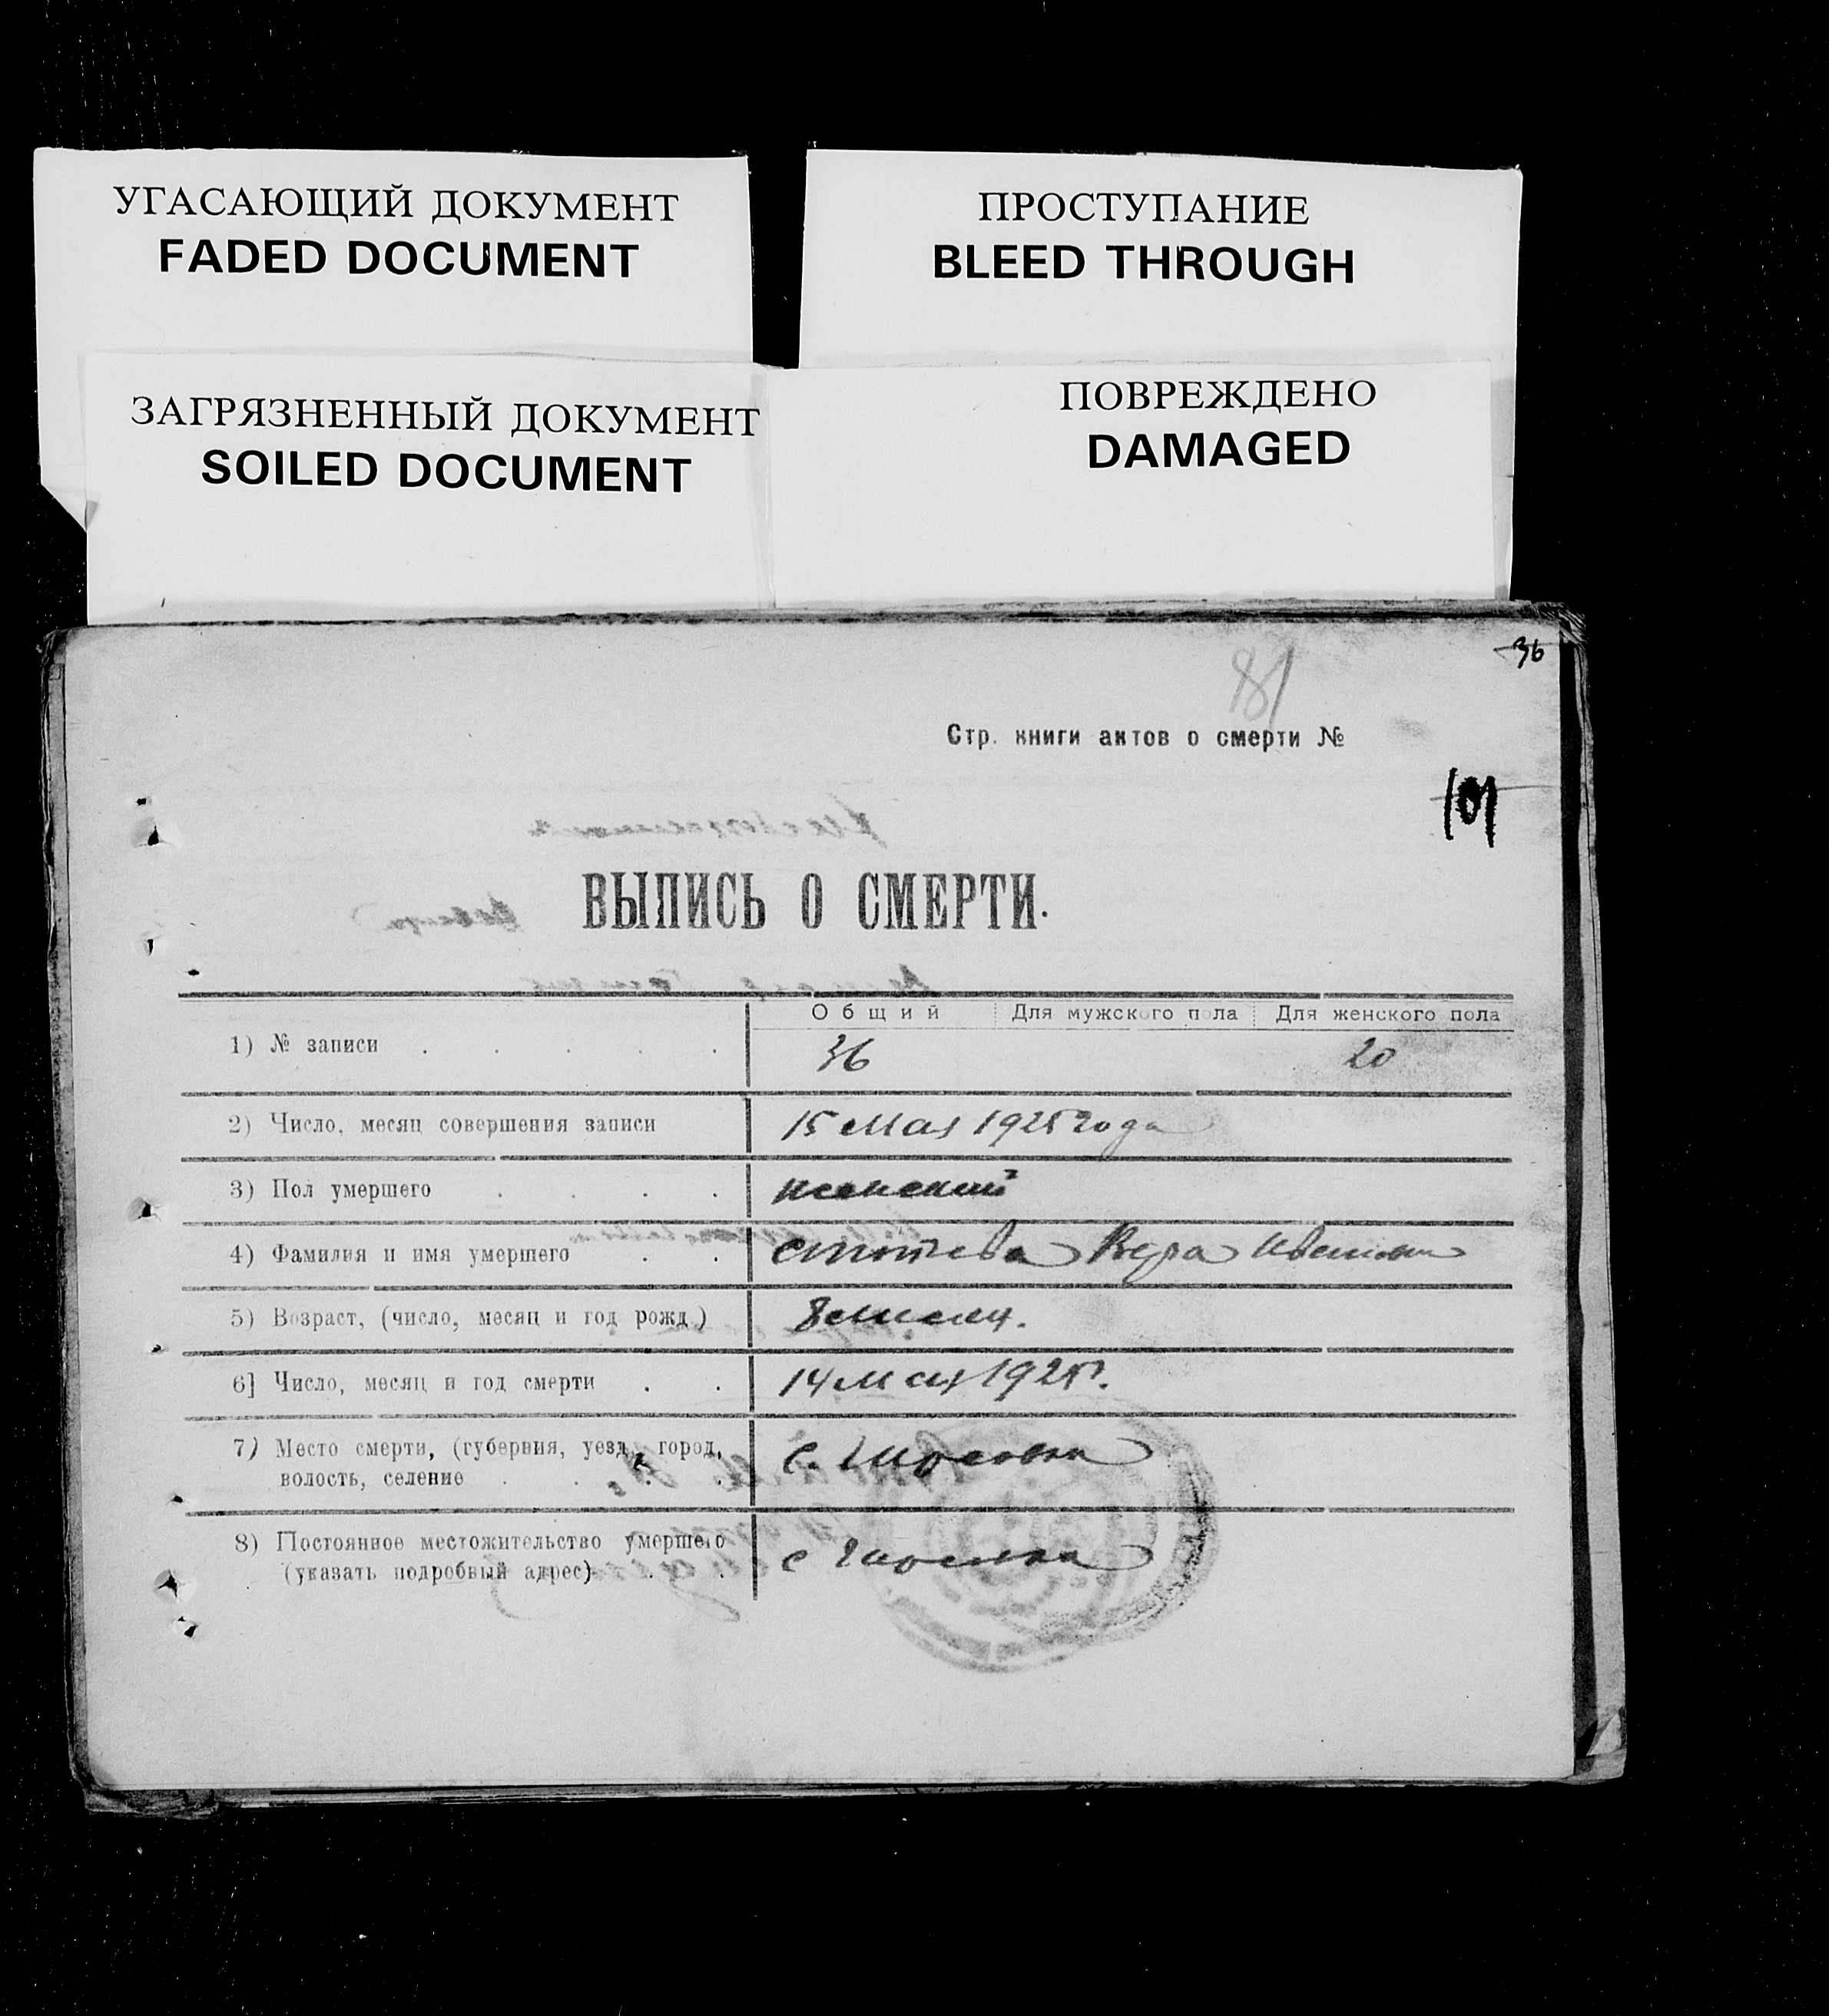 УГАСАЮЩИЙ ДОКУМЕНТ
FADED DOCUMENT
ПРОСТУПАНИЕ
BLEED THROUGH
ЗАГРЯЗНЕННЫЙ ДОКУМЕНТ
SOILED DOCUMENT
ПОВРЕЖДЕНО
DAMAGED
36
81
Стр. книги актов о смерти №
101
ВЫПИСЬ О СМЕРТИ.
Общий Для мужского пола Для женского пола
1) № записи 36 20
2) Число, месяц совершения записи 15 Мая 1925 года
3) Пол умершего женский
4) Фамилия и имя умершего Вера
5) Возраст, (число, месяц и год рожд.) 8 месяц.
6] Число, месяц и год смерти 14 Мая 1925 г.
7) Место смерти, (губерния, уезд, город, с.
волость, селение
8) Постоянное местожительство умершего с
(указать подробный адрес)